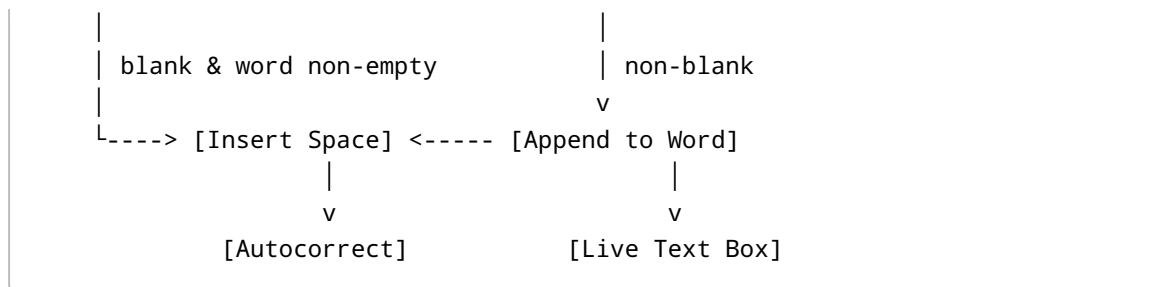 │ │
│ blank & word non-empty │ non-blank
│ v
└----> [Insert Space] <----- [Append to Word]
│ │
v v
[Autocorrect] [Live Text Box]